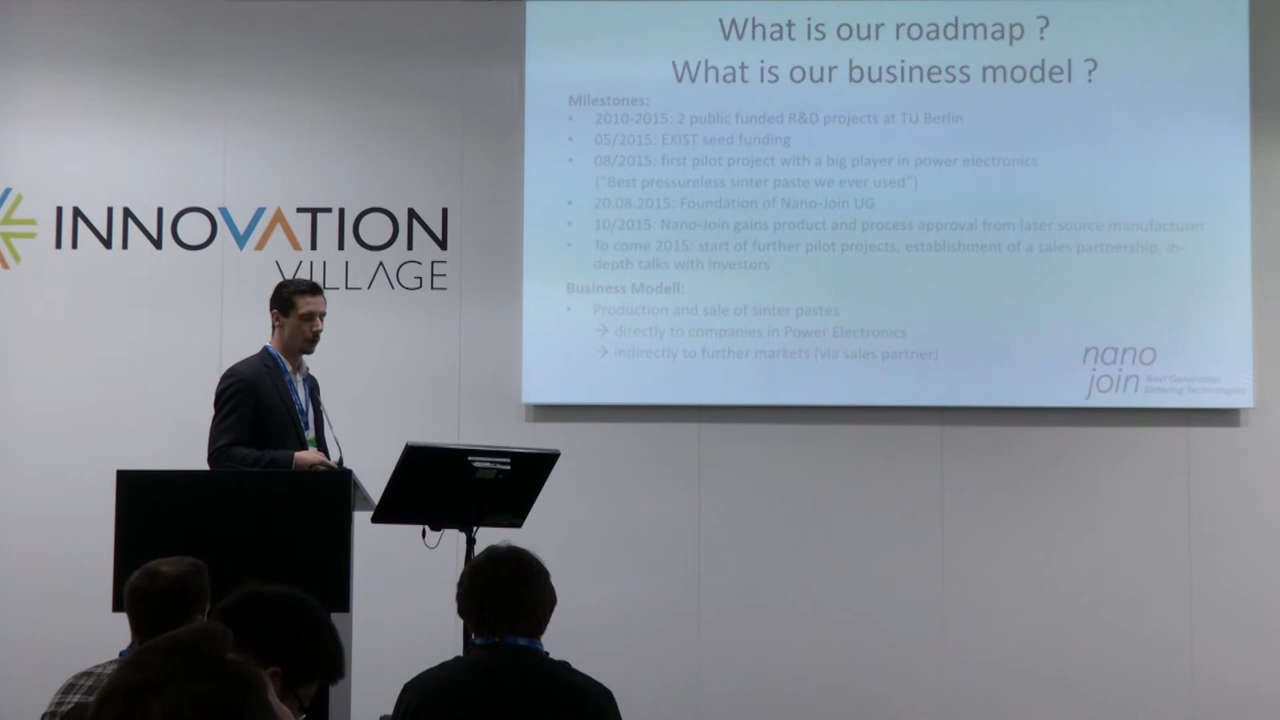 What is our roadmap ?
What is our business model ?
Milestones:
• 2010-2015: 2 public funded R&D projects at TU Berlin
• 05/2015: EXIST seed funding
• 08/2015: first pilot project with a big player in power electronics
("Best pressureless sinter paste we ever used")
• 20.08.2015: Foundation of Nano-Join UG
• 10/2015: Nano-Join gains product and process approval from laser source manufacturer
• To come 2015: start of further pilot projects, establishment of a sales partnership, in-
depth talks with investors
Business Modell:
• Production and sale of sinter pastes
→ directly to companies in Power Electronics
→ indirectly to further markets (via sales partner)
nano
join Next Generation
Sintering Technologies
INNOVATION
VILLAGE